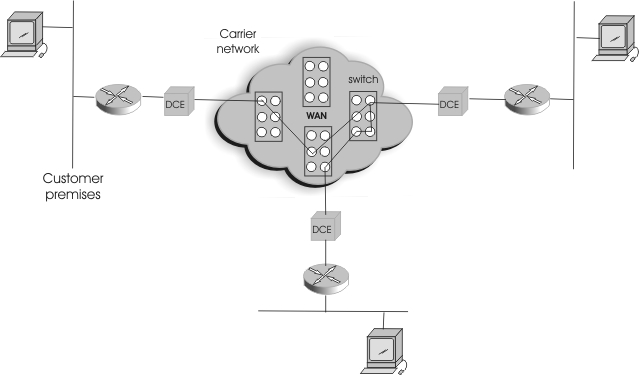 Carrier
network
switch
DCE
WAN
DCE
Customer
premises
DCE